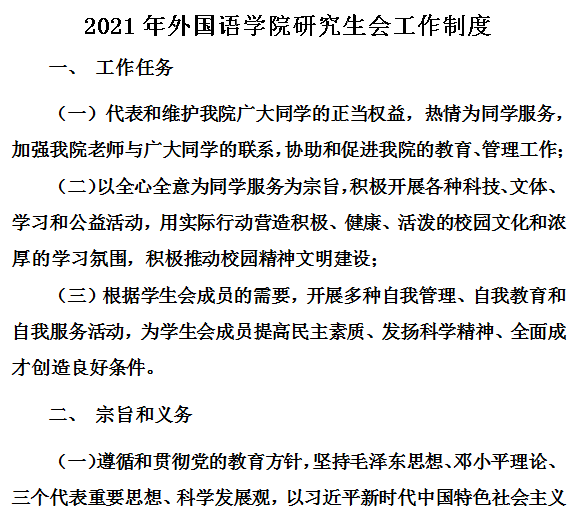 2021 年外国语学院研究生会工作制度
一、 工作任务
（一）代表和维护我院广大同学的正当权益，热情为同学服务，
加强我院老师与广大同学的联系，协助和促进我院的教育、管理工作；
（二）以全心全意为同学服务为宗旨，积极开展各种科技、文体、
学习和公益活动，用实际行动营造积极、健康、活泼的校园文化和浓
厚的学习氛围，积极推动校园精神文明建设；
（三）根据学生会成员的需要，开展多种自我管理、自我教育和
自我服务活动，为学生会成员提高民主素质、发扬科学精神、全面成
才创造良好条件。
二、 宗旨和义务
（一）遵循和贯彻党的教育方针，坚持毛泽东思想、邓小平理论、
三个代表重要思想、科学发展观，以习近平新时代中国特色社会主义